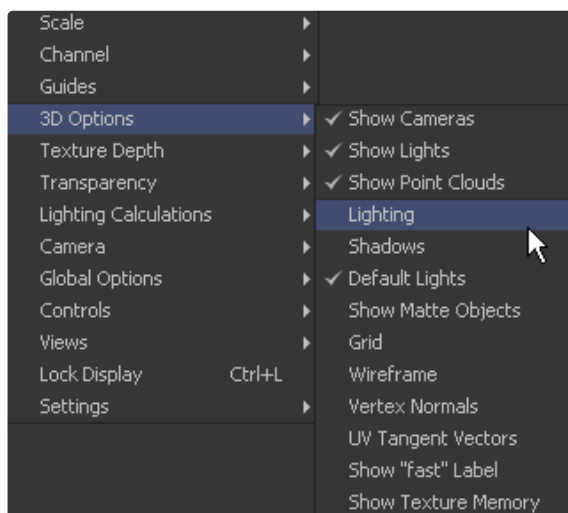 Scale
Channel
Guides
3D Options
Texture Depth
Transparency
Lighting Calculations
Camera
Global Options
Controls
Views
Lock Display Ctrl+L
Settings
Show Cameras
Show Lights
Show Point Clouds
Lighting
Shadows
Default Lights
Show Matte Objects
Grid
Wireframe
Vertex Normals
UV Tangent Vectors
Show "fast" Label
Show Texture Memory